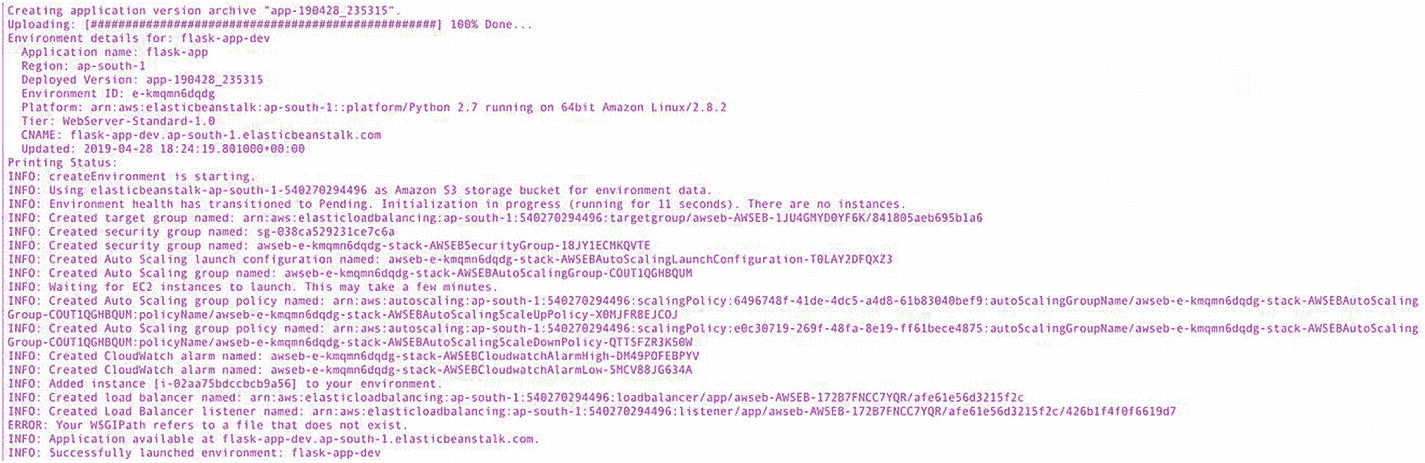 Creating application version archive "app-190428_235315".
Uploading: [##################################################] 100% Done...
Environment details for: flask-app-dev
  Application name: flask-app
  Region: ap-south-1
  Deployed Version: app-190428_235315
  Environment ID: e-kmqmn6dqdg
  Platform: arn:aws:elasticbeanstalk:ap-south-1::platform/Python 2.7 running on 64bit Amazon Linux/2.8.2
  Tier: WebServer-Standard-1.0
  CNAME: flask-app-dev.ap-south-1.elasticbeanstalk.com
  Updated: 2019-04-28 18:24:19.801000+00:00
Printing Status:
INFO: createEnvironment is starting.
INFO: Using elasticbeanstalk-ap-south-1-540270294496 as Amazon S3 storage bucket for environment data.
INFO: Environment health has transitioned to Pending. Initialization in progress (running for 11 seconds). There are no instances.
INFO: Created target group named: arn:aws:elasticloadbalancing:ap-south-1:540270294496:targetgroup/awseb-AWSEB-1JU4GMYD0YF6K/841805aeb695b1a6
INFO: Created security group named: sg-038ca529231ce7c6a
INFO: Created security group named: awseb-e-kmqmn6dqdg-stack-AWSEBSecurityGroup-18JY1ECMKQVTE
INFO: Created Auto Scaling launch configuration named: awseb-e-kmqmn6dqdg-stack-AWSEBAutoScalingLaunchConfiguration-T0LAY2DFQXZ3
INFO: Created Auto Scaling group named: awseb-e-kmqmn6dqdg-stack-AWSEBAutoScalingGroup-COUT1QGHBQUM
INFO: Waiting for EC2 instances to launch. This may take a few minutes.
INFO: Created Auto Scaling group policy named: arn:aws:autoscaling:ap-south-1:540270294496:scalingPolicy:6496748f-41de-4dc5-a4d8-61b83040bef9:autoScalingGroupName/awseb-e-kmqmn6dqdg-stack-AWSEBAutoScaling
Group-COUT1QGHBQUM:policyName/awseb-e-kmqmn6dqdg-stack-AWSEBAutoScalingScaleUpPolicy-X0MJFR8EJCOJ
INFO: Created Auto Scaling group policy named: arn:aws:autoscaling:ap-south-1:540270294496:scalingPolicy:e0c30719-269f-48fa-8e19-ff61bece4875:autoScalingGroupName/awseb-e-kmqmn6dqdg-stack-AWSEBAutoScaling
Group-COUT1QGHBQUM:policyName/awseb-e-kmqmn6dqdg-stack-AWSEBAutoScalingScaleDownPolicy-QTTSFZR3K50W
INFO: Created CloudWatch alarm named: awseb-e-kmqmn6dqdg-stack-AWSEBCloudwatchAlarmHigh-DM49POFEBPYV
INFO: Created CloudWatch alarm named: awseb-e-kmqmn6dqdg-stack-AWSEBCloudwatchAlarmLow-5MCV88JG634A
INFO: Added instance [i-02aa75bdccbcb9a56] to your environment.
INFO: Created load balancer named: arn:aws:elasticloadbalancing:ap-south-1:540270294496:loadbalancer/app/awseb-AWSEB-172B7FNCC7YQR/afe61e56d3215f2c
INFO: Created Load Balancer listener named: arn:aws:elasticloadbalancing:ap-south-1:540270294496:listener/app/awseb-AWSEB-172B7FNCC7YQR/afe61e56d3215f2c/426b1f4f0f6619d7
ERROR: Your WSGIPath refers to a file that does not exist.
INFO: Application available at flask-app-dev.ap-south-1.elasticbeanstalk.com.
INFO: Successfully launched environment: flask-app-dev